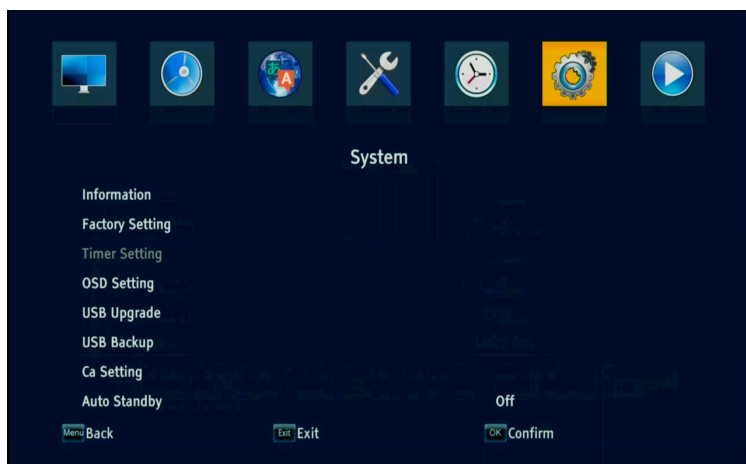 あ
A
System
Information
Factory Setting
Timer Setting
OSD Setting
USB Upgrade
USB Backup
Ca Setting
Auto Standby Off
Menu Back Exit Exit OK Confirm